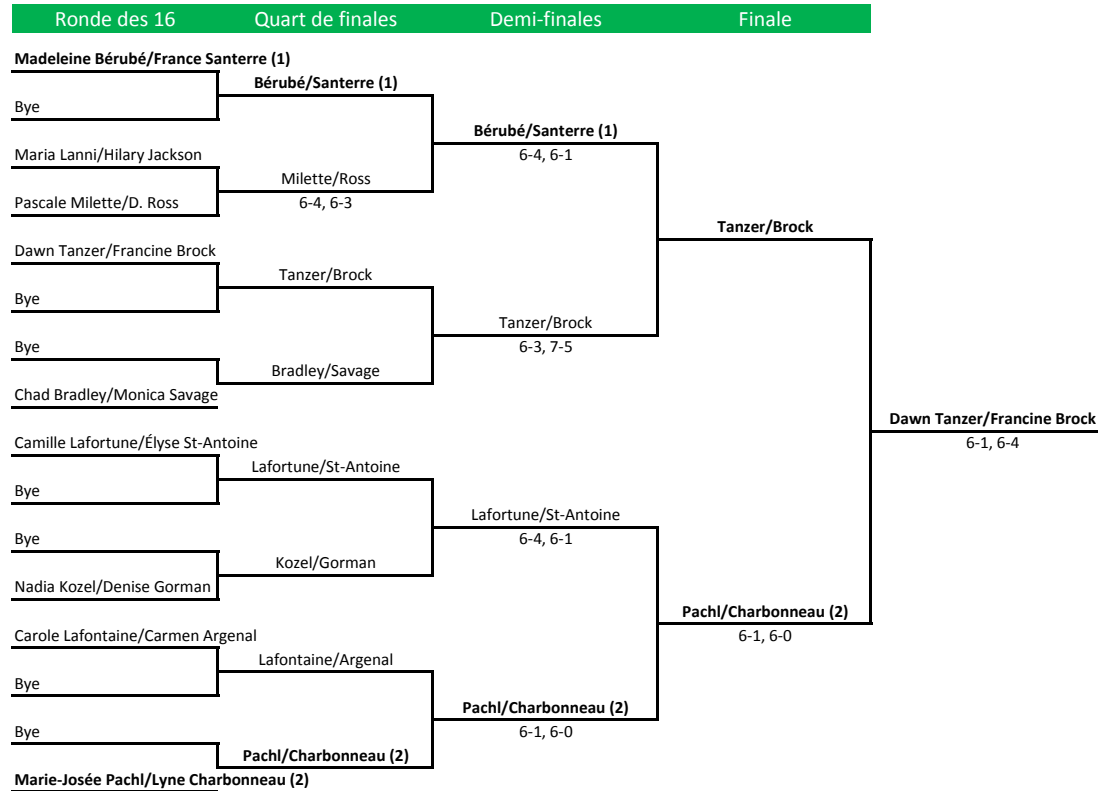 Ronde des 16 Quart de finales Demi-finales Finale
Madeleine Bérubé/France Santerre (1)
Bérubé/Santerre (1)
Bye
Bérubé/Santerre (1)
6-4, 6-1
Maria Lanni/Hilary Jackson
Milette/Ross
6-4, 6-3
Pascale Milette/D. Ross
Tanzer/Brock
Dawn Tanzer/Francine Brock
Tanzer/Brock
Bye
Tanzer/Brock
6-3, 7-5
Bye
Bradley/Savage
Chad Bradley/Monica Savage
Dawn Tanzer/Francine Brock
6-1, 6-4
Camille Lafortune/Élyse St-Antoine
Lafortune/St-Antoine
Bye
Lafortune/St-Antoine
6-4, 6-1
Bye
Kozel/Gorman
Nadia Kozel/Denise Gorman
Pachl/Charbonneau (2)
6-1, 6-0
Carole Lafontaine/Carmen Argenal
Lafontaine/Argenal
Bye
Pachl/Charbonneau (2)
6-1, 6-0
Bye
Pachl/Charbonneau (2)
Marie-Josée Pachl/Lyne Charbonneau (2)